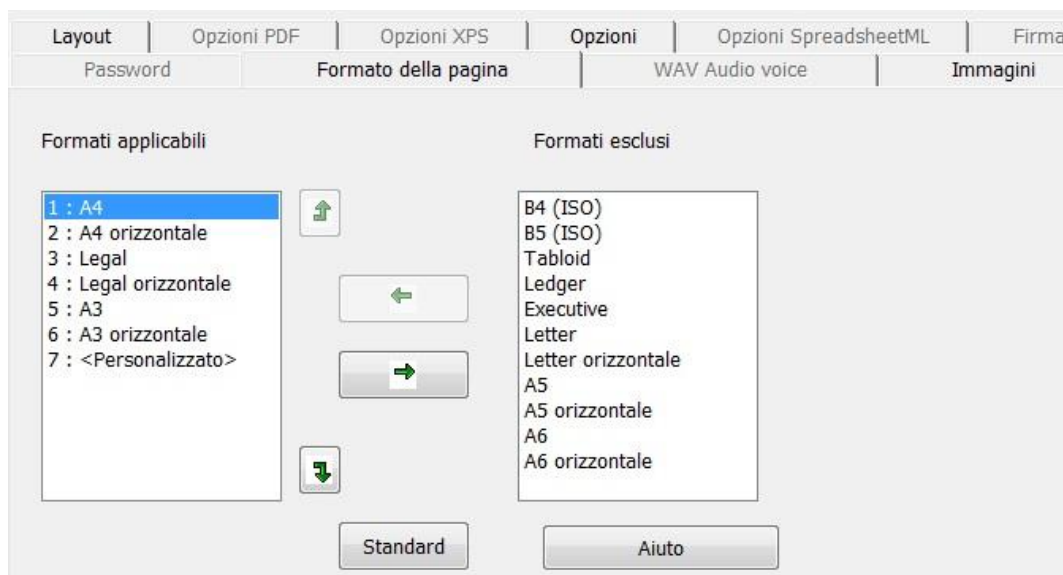 Layout Opzioni PDF Opzioni XPS Opzioni Opzioni SpreadsheetML Firma
Password Formato della pagina WAV Audio voice Immagini
Formati applicabili Formati esclusi
1 : A4
2 : A4 orizzontale
3 : Legal
4 : Legal orizzontale
5 : A3
6 : A3 orizzontale
7 : <Personalizzato>
B4 (ISO)
B5 (ISO)
Tabloid
Ledger
Executive
Letter
Letter orizzontale
A5
A5 orizzontale
A6
A6 orizzontale
Standard Aiuto